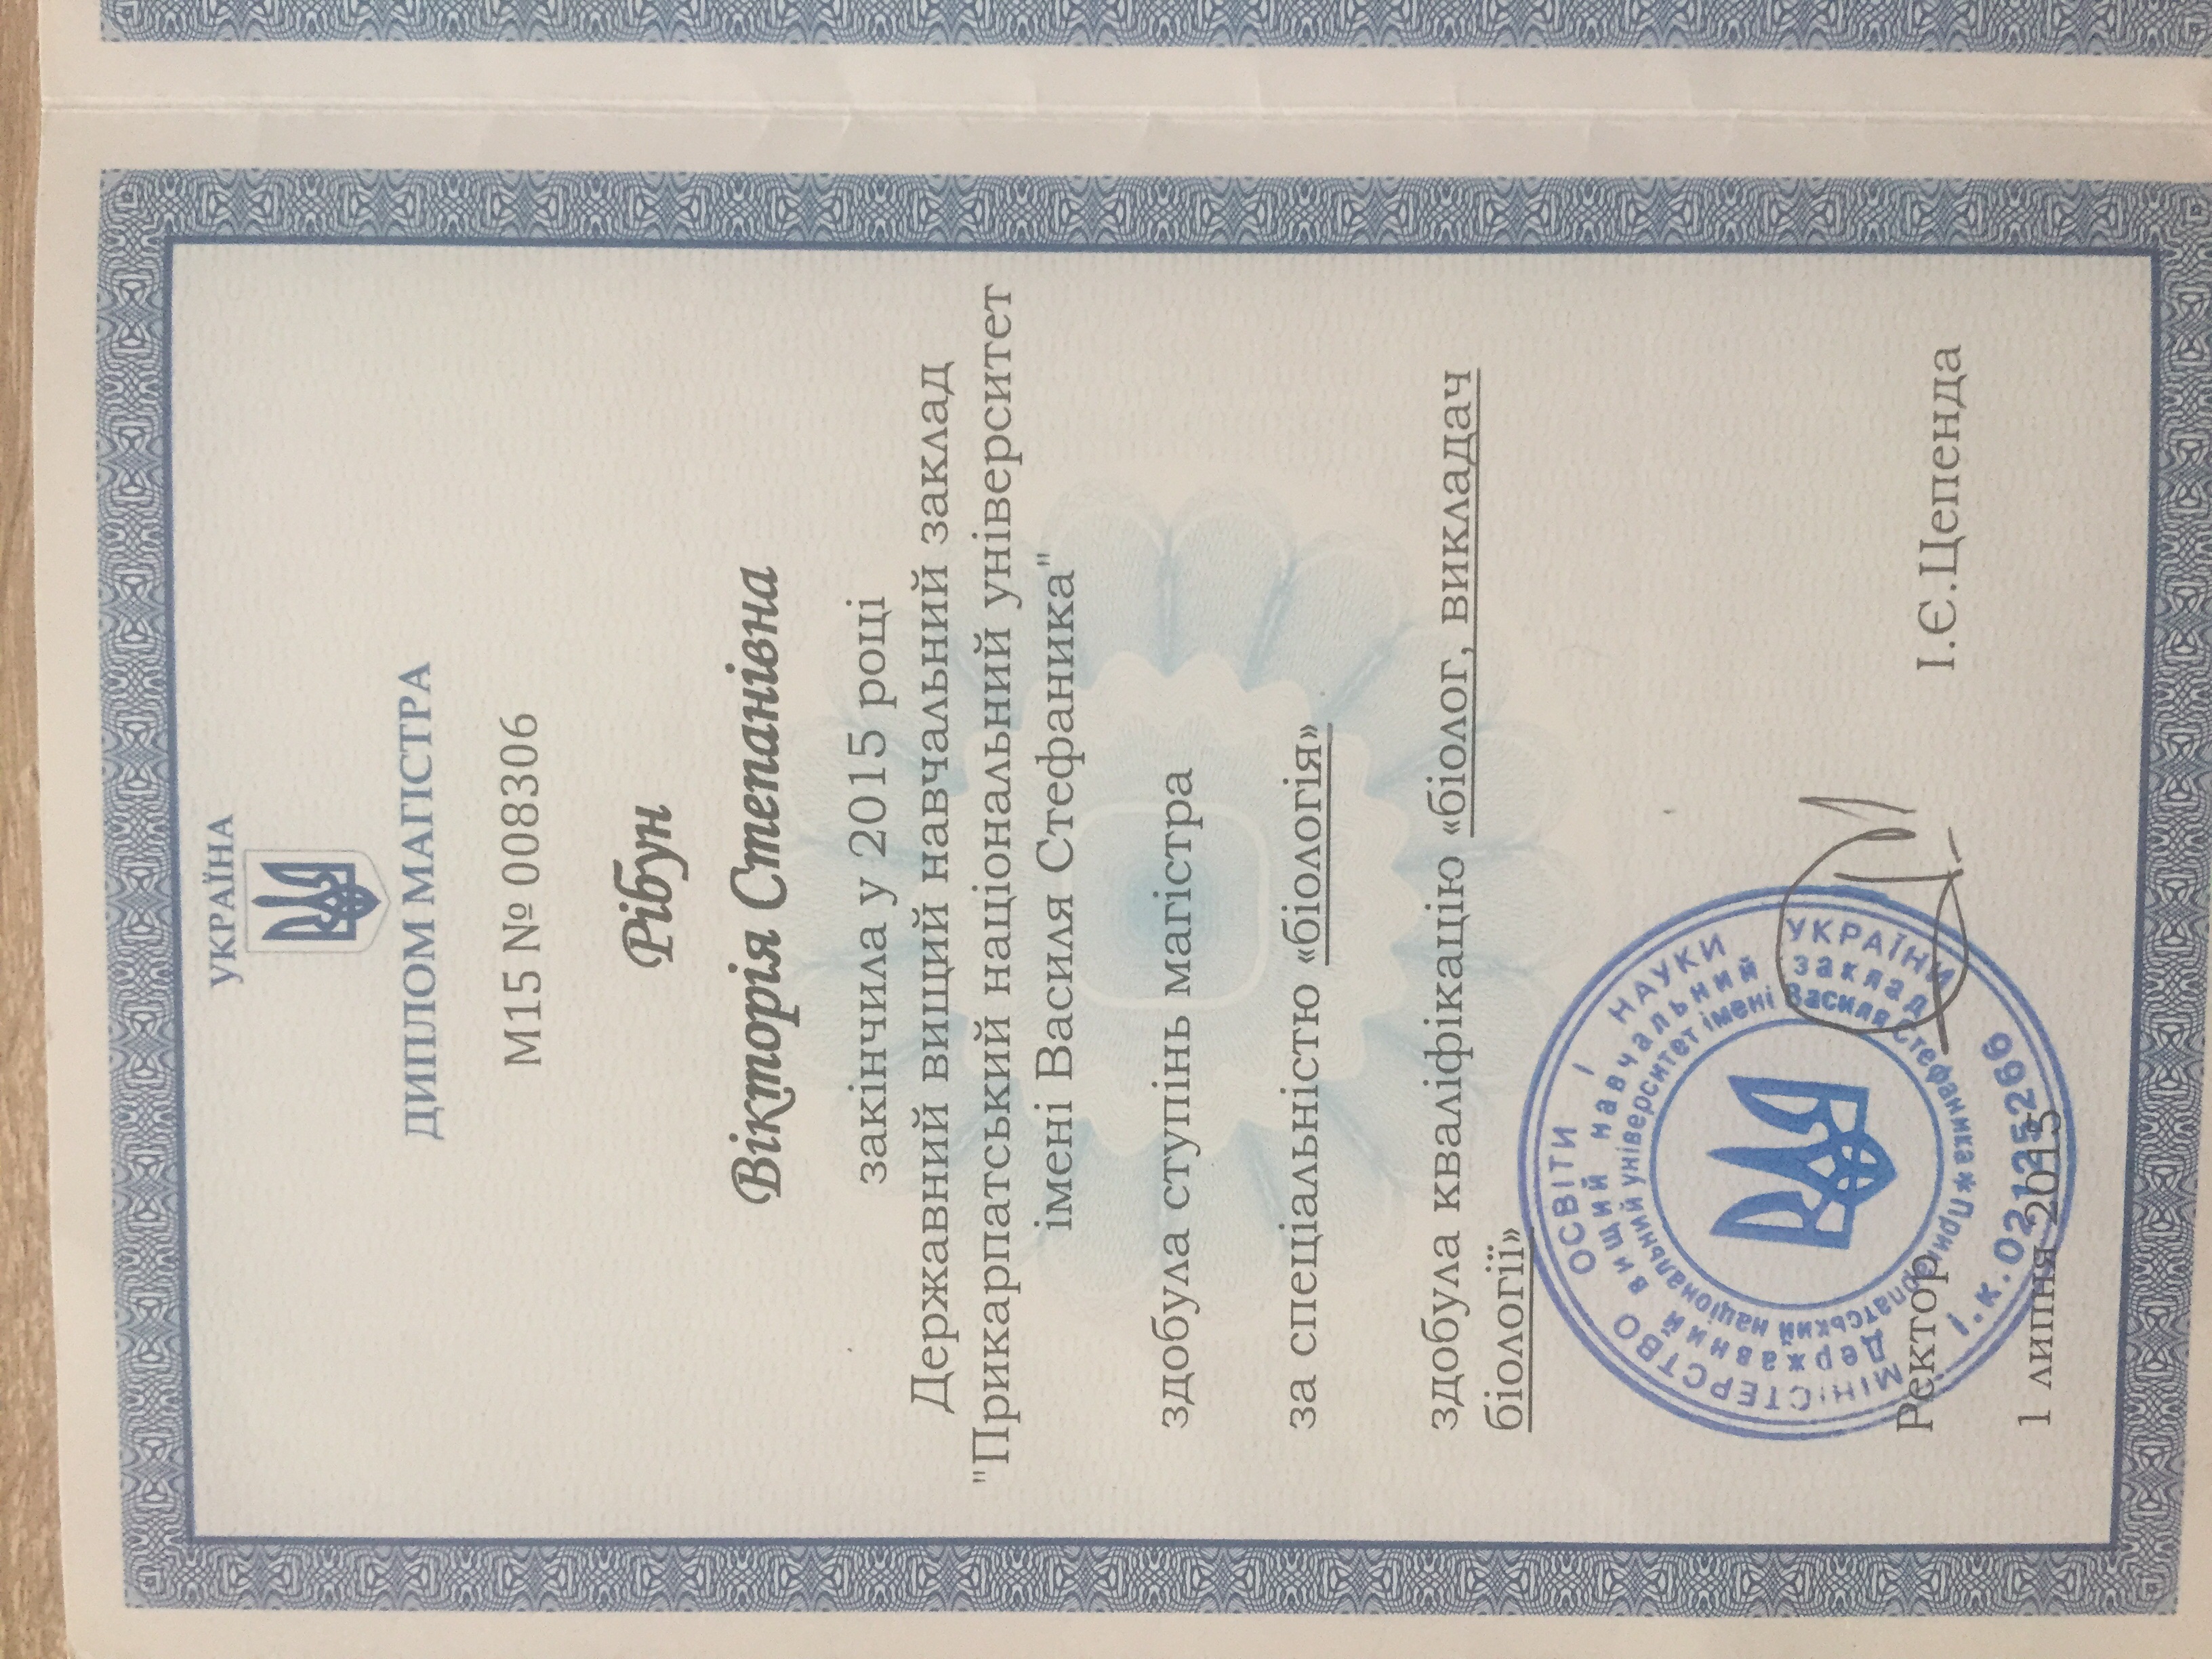 УКРАЇНА
ДИПЛОМ МАГІСТРА
М15 № 008306
Рібун
Вікторія Степанівна
закінчила у 2015 році
Державний вищий навчальний заклад
"Прикарпатський національний університет
імені Василя Стефаника"
здобула ступінь магістра
за спеціальністю «біологія»
здобула кваліфікацію «біолог, викладач
біології»
МІНІСТЕРСТВО ОСВІТИ І НАУКИ УКРАЇНИ
Державний вищий навчальний заклад
Прикарпатський національний університет імені Василя Стефаника*
І.К.02125266
Ректор І.Є.Цепенда
1 липня 2015